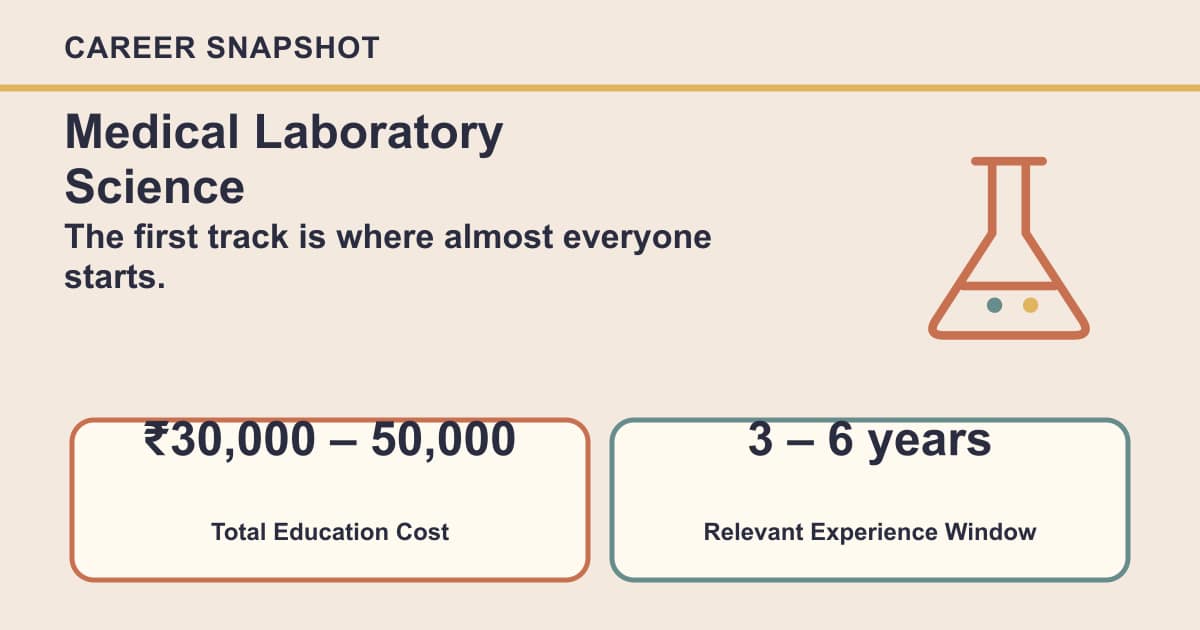 CAREER SNAPSHOT
Medical Laboratory
Science
The first track is where almost everyone
starts.
₹30,000 – 50,000
Total Education Cost
3 – 6 years
Relevant Experience Window